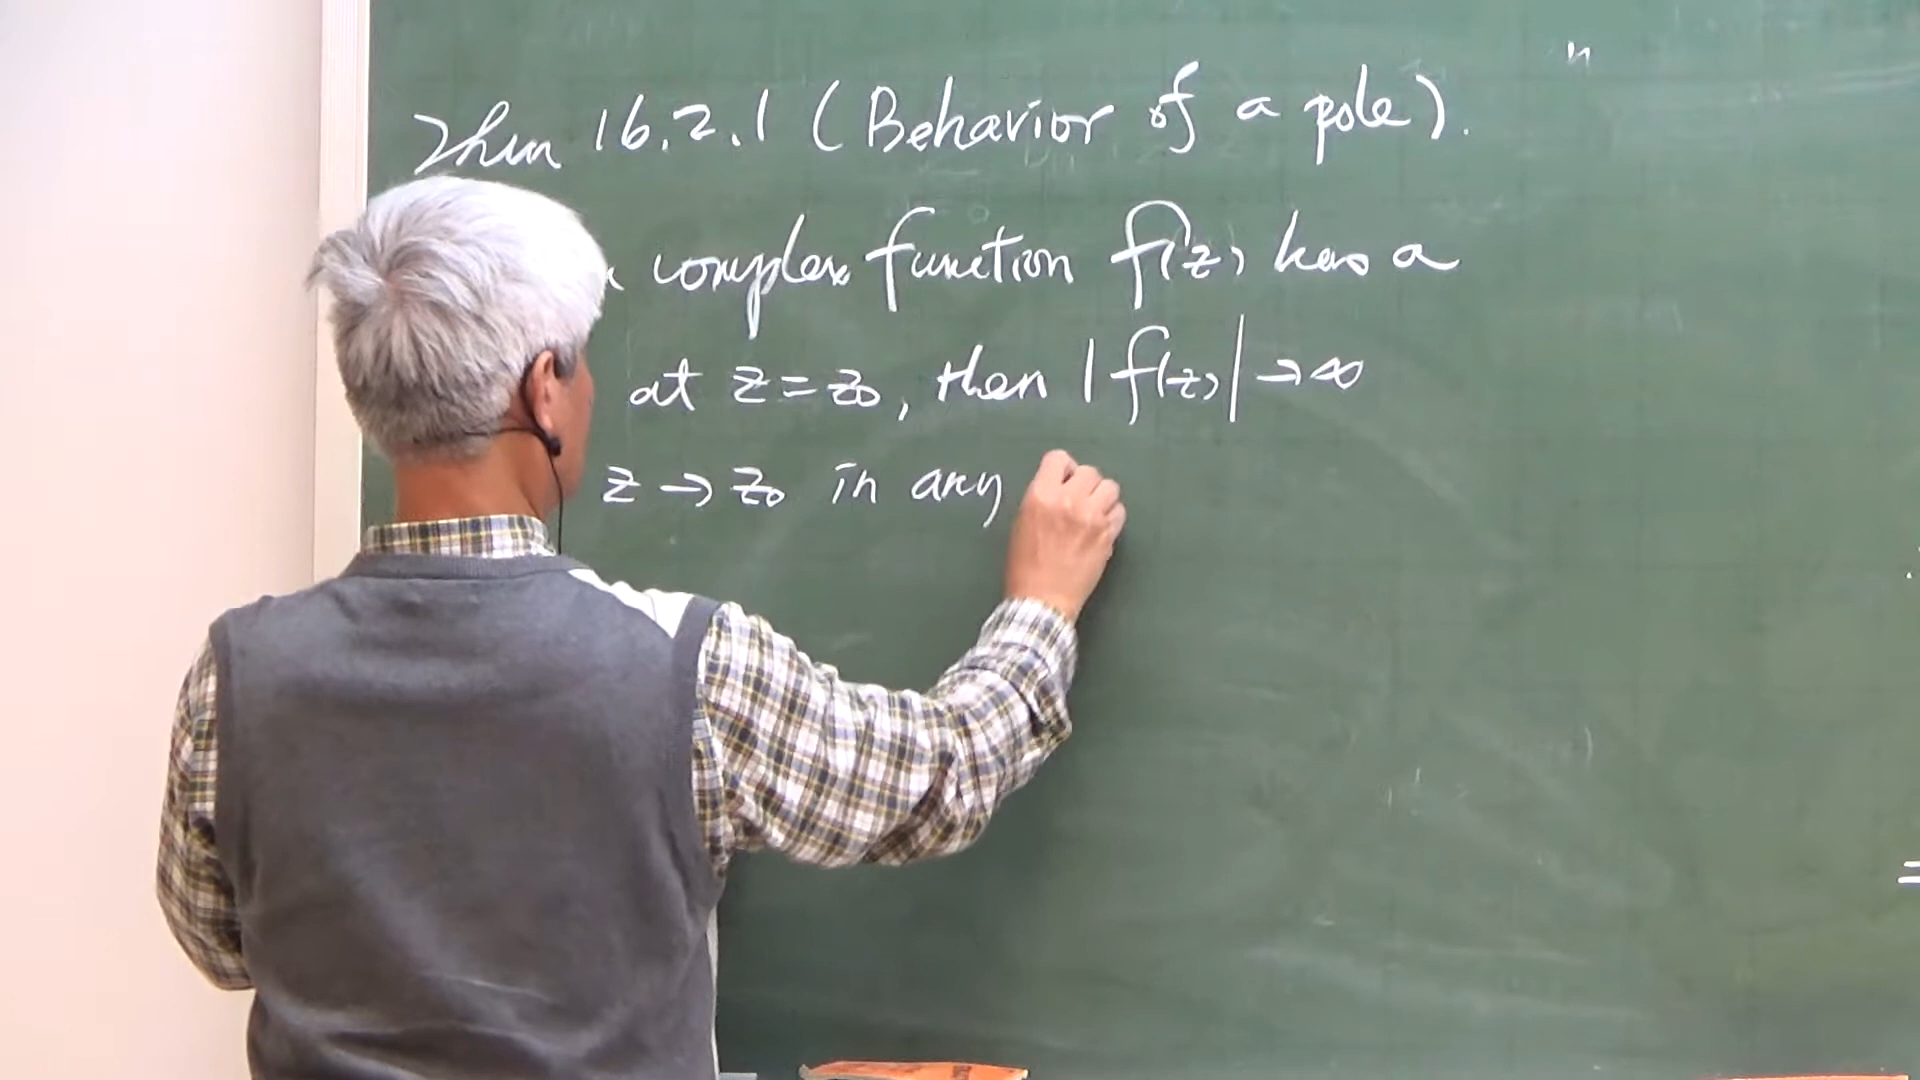 Thm 16.2.1 (Behavior of a pole).
complex function f(z) has a
at z = z₀, then |f(z)| → ∞
z → z₀ in any